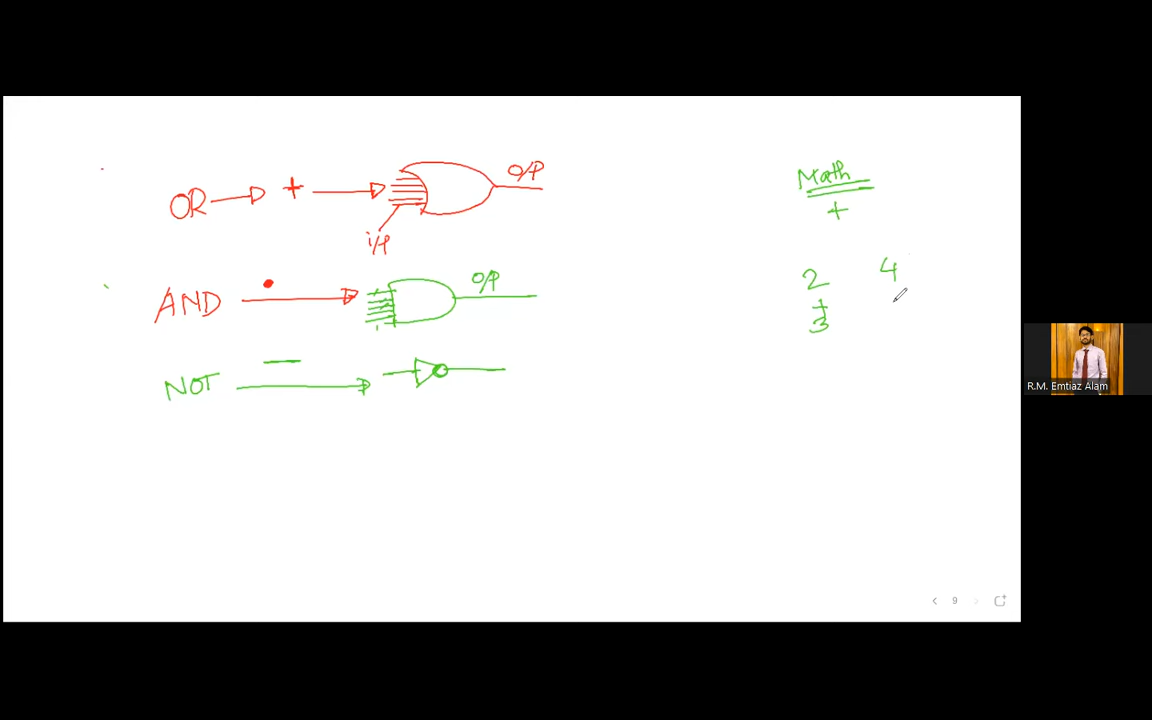 OR → + → O/P
i/P
AND • → O/P
NOT — →
Math
+
2 4
+
3
R.M. Emtiaz Alam
9